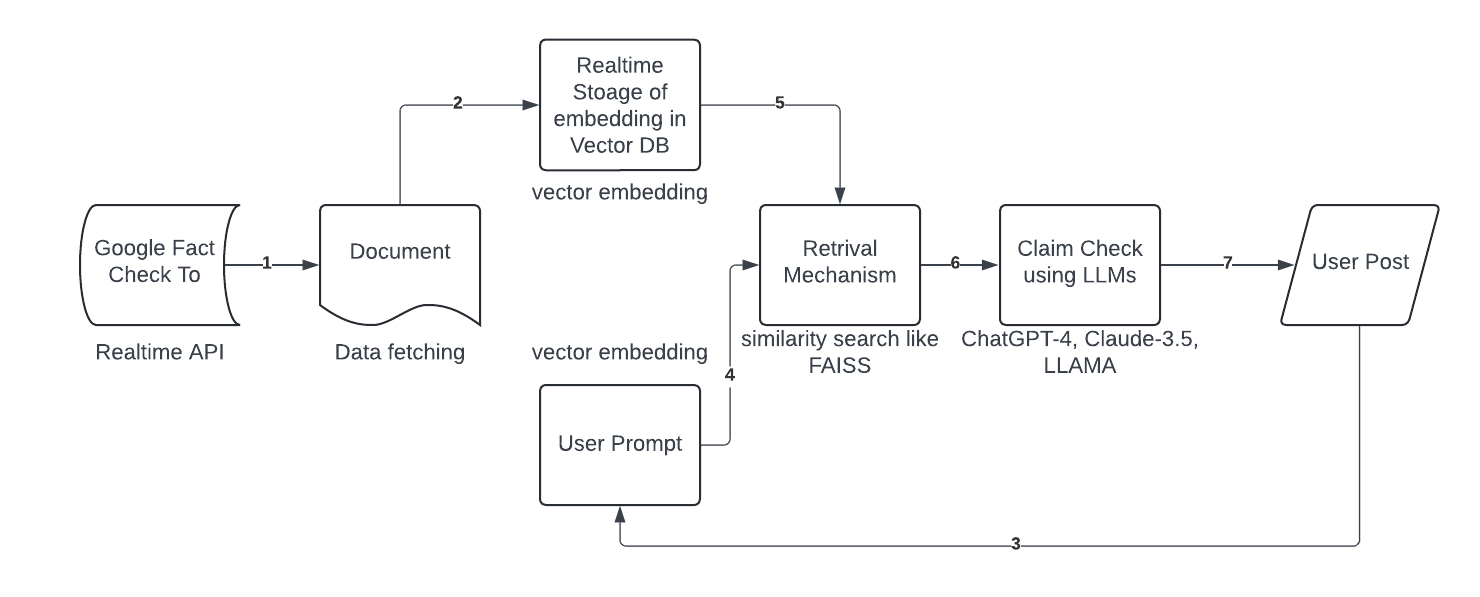 Realtime
Stoage of
embedding in
Vector DB
2
5
vector embedding
Google Fact
Check To
1
Document
Retrival
Mechanism
6
Claim Check
using LLMs
7
User Post
Realtime API
Data fetching
vector embedding
similarity search like
FAISS
ChatGPT-4, Claude-3.5,
LLAMA
4
User Prompt
3